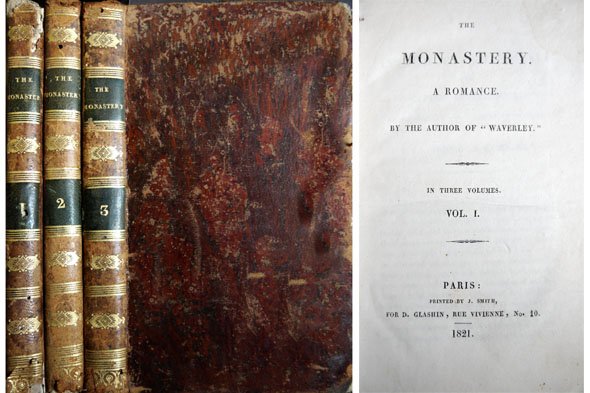 THE
MONASTERY
1
THE
MONASTERY
2
THE
MONASTERY
3
THE
MONASTERY.
A ROMANCE.
BY THE AUTHOR OF "WAVERLEY."
IN THREE VOLUMES.
VOL. I.
PARIS:
PRINTED BY J. SMITH,
FOR D. GLASHIN, RUE VIVIENNE, No. 10.
1821.